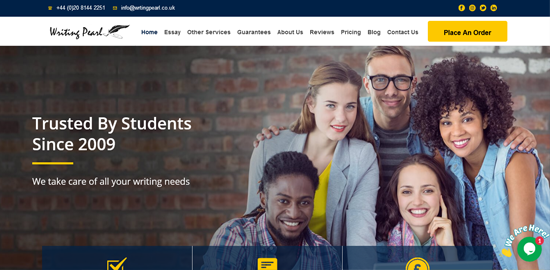 +44 (0)20 8144 2251 info@writingpearl.co.uk
Writing Pearl
Home Essay Other Services Guarantees About Us Reviews Pricing Blog Contact Us Place An Order
Trusted By Students
Since 2009
We take care of all your writing needs
We Are Here!
1
£